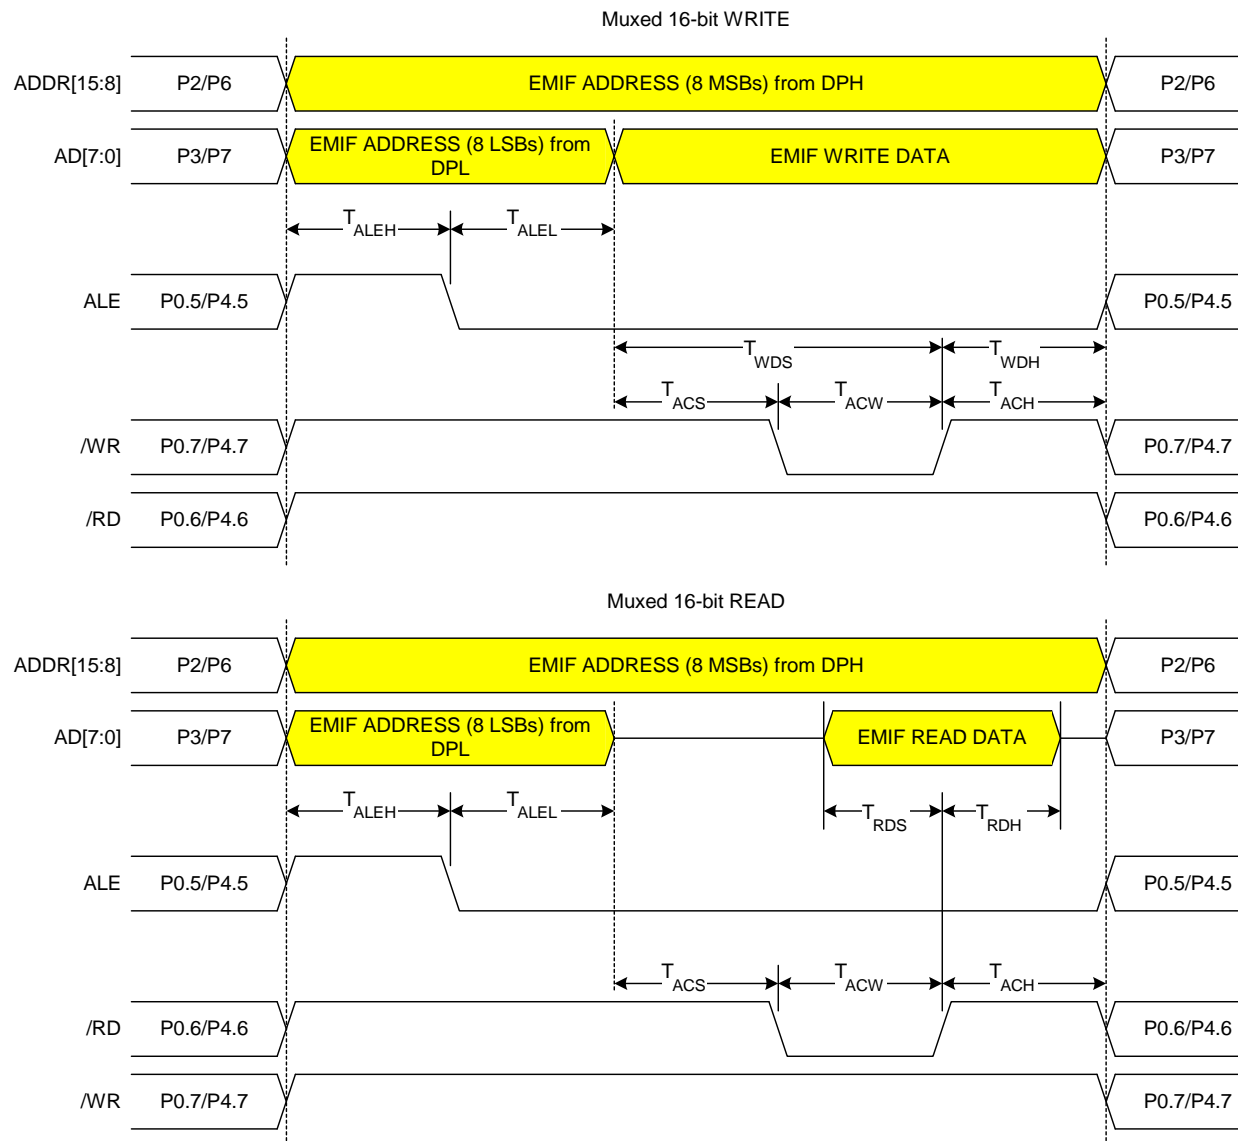 Muxed 16-bit WRITE
ADDR[15:8] P2/P6 EMIF ADDRESS (8 MSBs) from DPH P2/P6
AD[7:0] P3/P7 EMIF ADDRESS (8 LSBs) from DPL EMIF WRITE DATA P3/P7
TALEH TALEL
ALE P0.5/P4.5 P0.5/P4.5
TWDS TWDH
TACS TACW TACH
/WR P0.7/P4.7 P0.7/P4.7
/RD P0.6/P4.6 P0.6/P4.6
Muxed 16-bit READ
ADDR[15:8] P2/P6 EMIF ADDRESS (8 MSBs) from DPH P2/P6
AD[7:0] P3/P7 EMIF ADDRESS (8 LSBs) from DPL EMIF READ DATA P3/P7
TALEH TALEL TRDS TRDH
ALE P0.5/P4.5 P0.5/P4.5
TACS TACW TACH
/RD P0.6/P4.6 P0.6/P4.6
/WR P0.7/P4.7 P0.7/P4.7